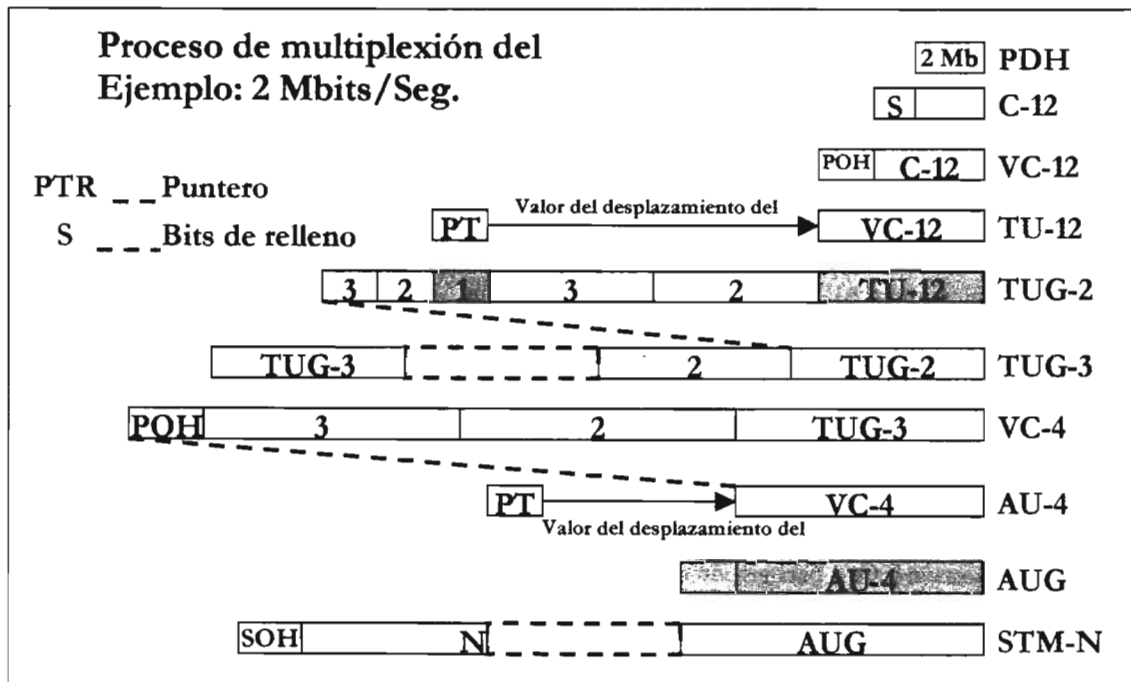 Proceso de multiplexión del
Ejemplo: 2 Mbits/Seg.
2 Mb PDH
S C-12
POH C-12 VC-12
PTR _ _ Puntero
S _ _ _ Bits de relleno
PT Valor del desplazamiento del VC-12 TU-12
3 2 1 3 2 TU-12 TUG-2
TUG-3 2 TUG-2 TUG-3
POH 3 2 TUG-3 VC-4
PT VC-4 AU-4
Valor del desplazamiento del
AU-4 AUG
SOH N AUG STM-N